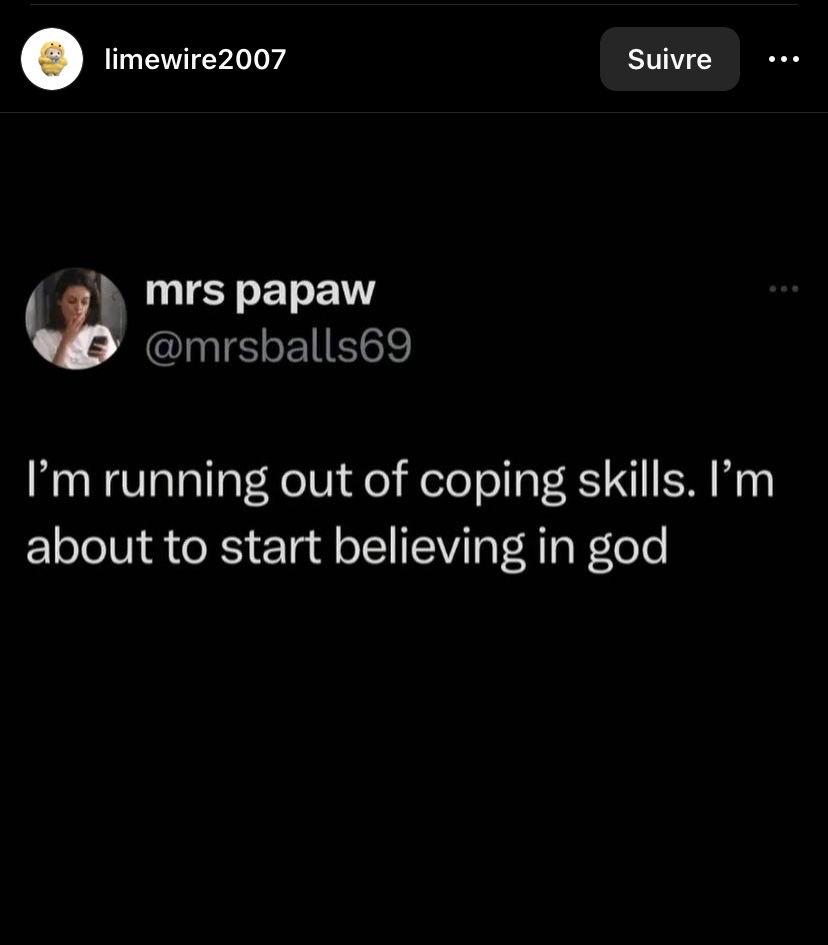 limewire2007
Suivre
mrs papaw
@mrsballs69
I’m running out of coping skills. I’m
about to start believing in god